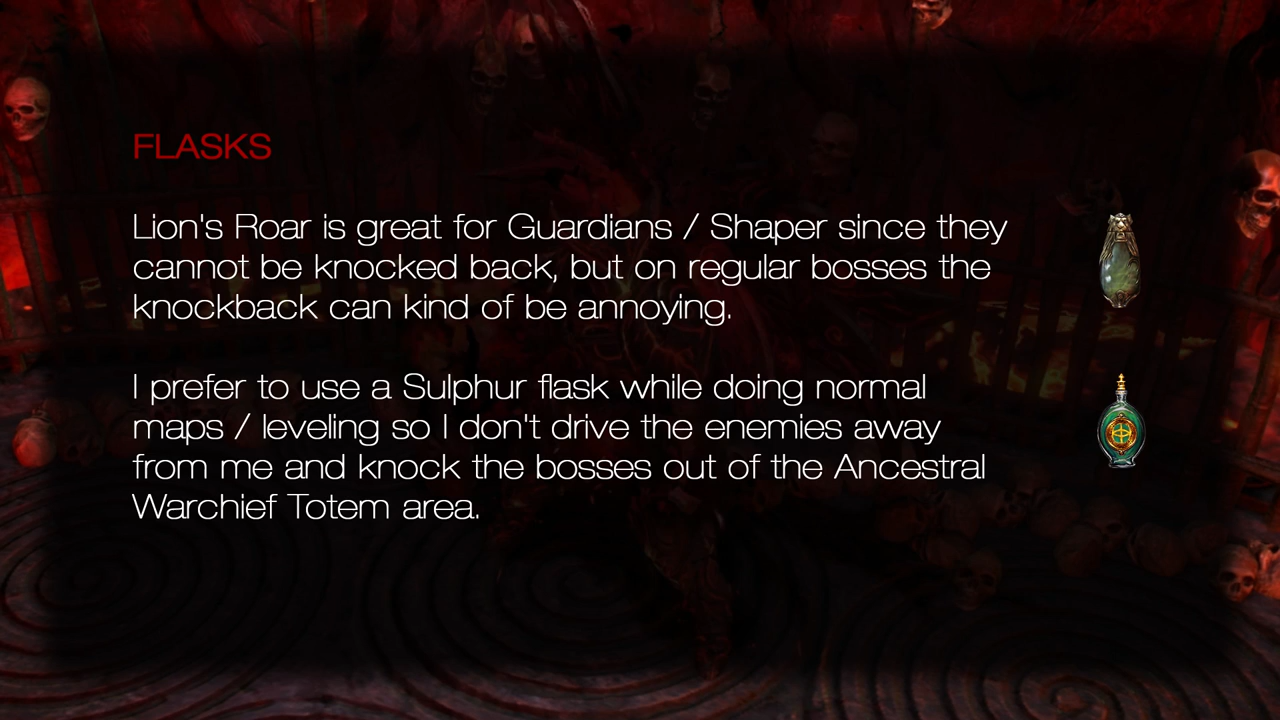 FLASKS
Lion's Roar is great for Guardians / Shaper since they
cannot be knocked back, but on regular bosses the
knockback can kind of be annoying.
I prefer to use a Sulphur flask while doing normal
maps / leveling so I don't drive the enemies away
from me and knock the bosses out of the Ancestral
Warchief Totem area.